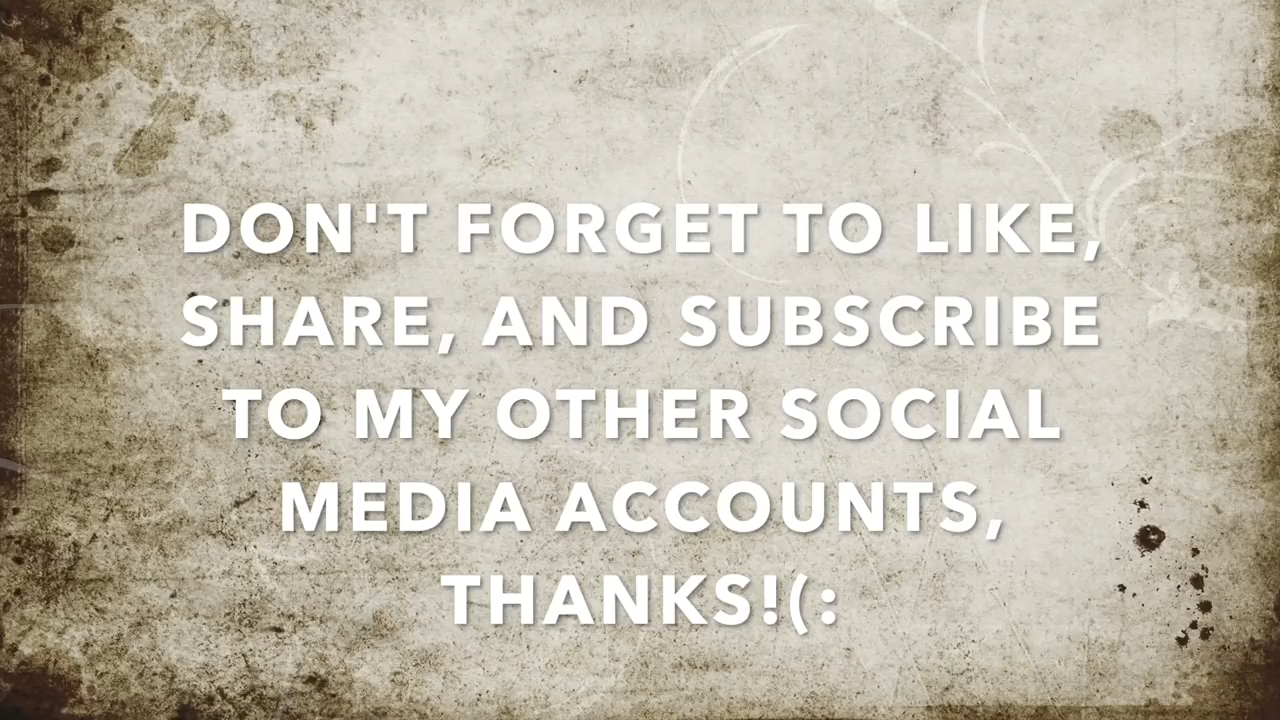 DON'T FORGET TO LIKE,
SHARE, AND SUBSCRIBE
TO MY OTHER SOCIAL
MEDIA ACCOUNTS,
THANKS!(: